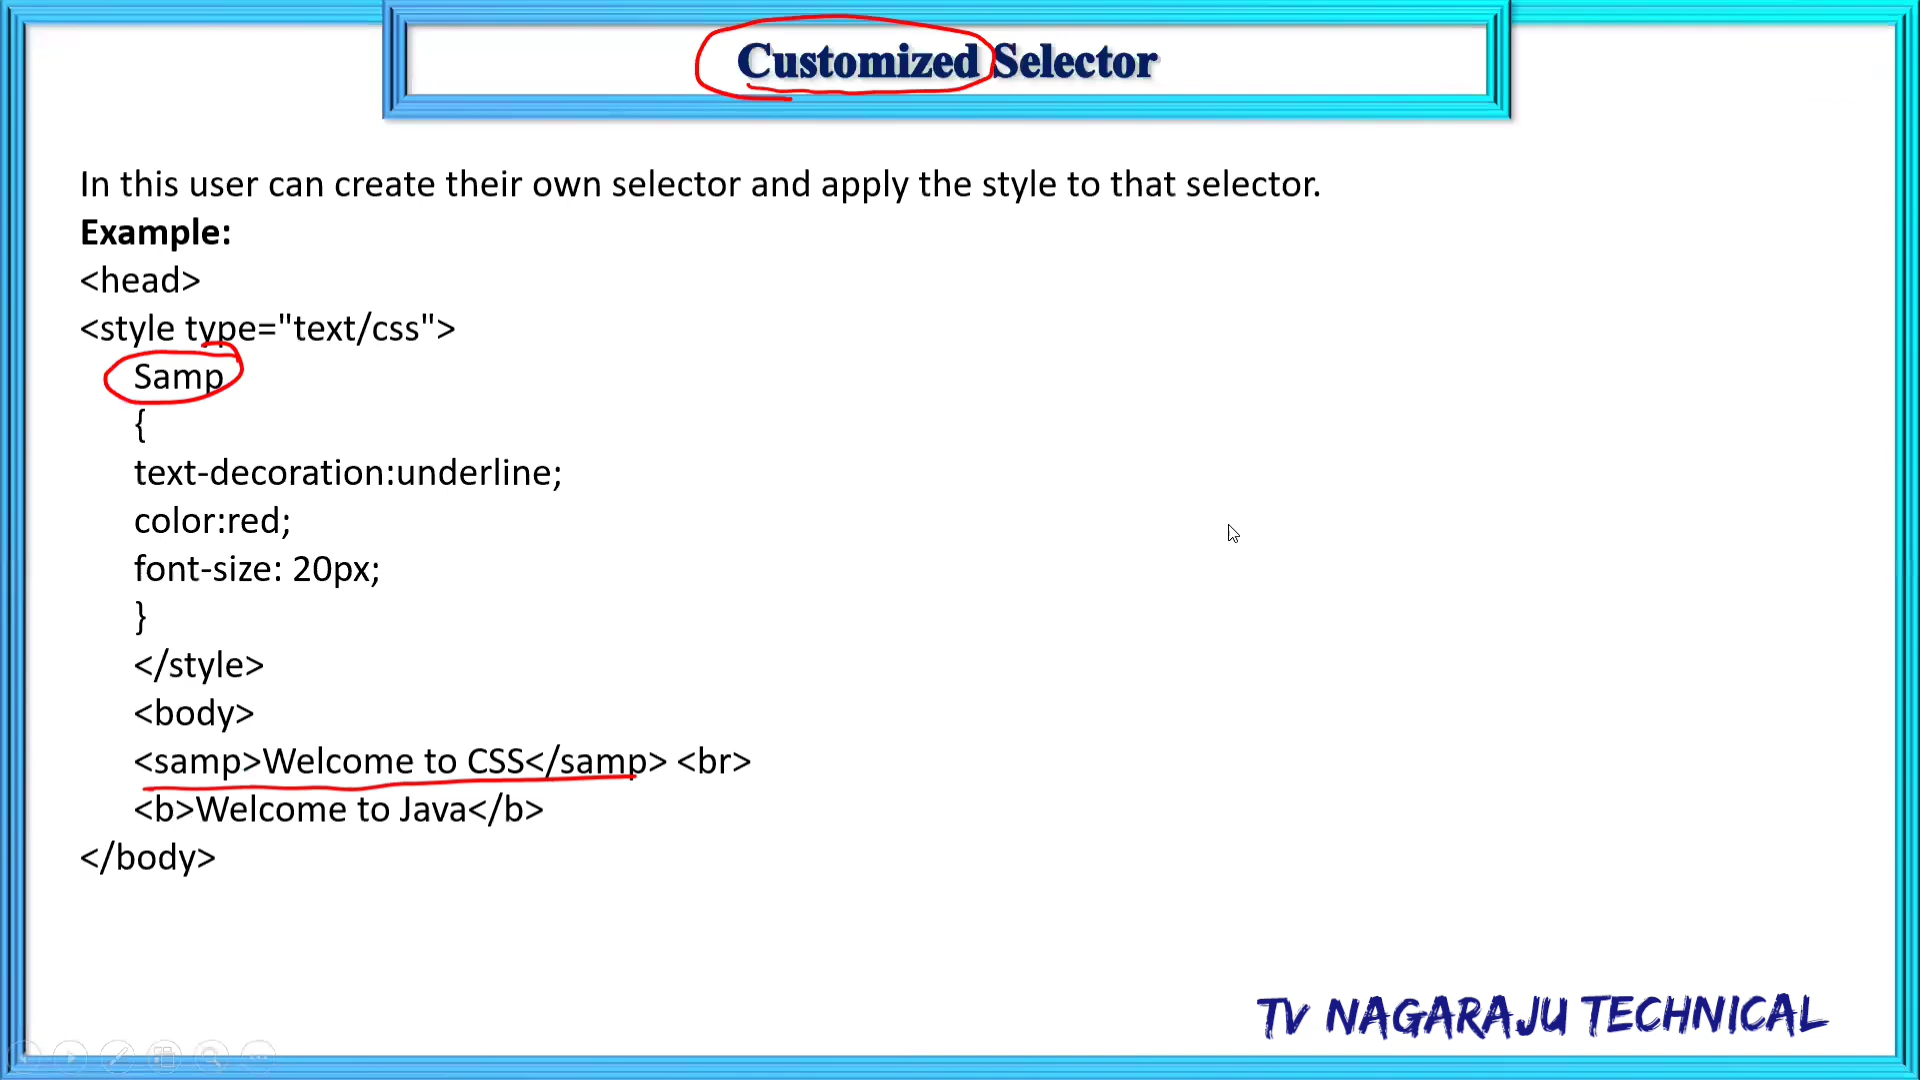 Customized Selector
In this user can create their own selector and apply the style to that selector.
Example:
<head>
<style type="text/css">
Samp
{
text-decoration:underline;
color:red;
font-size: 20px;
}
</style>
<body>
<samp>Welcome to CSS</samp> <br>
<b>Welcome to Java</b>
</body>
TV NAGARAJU TECHNICAL